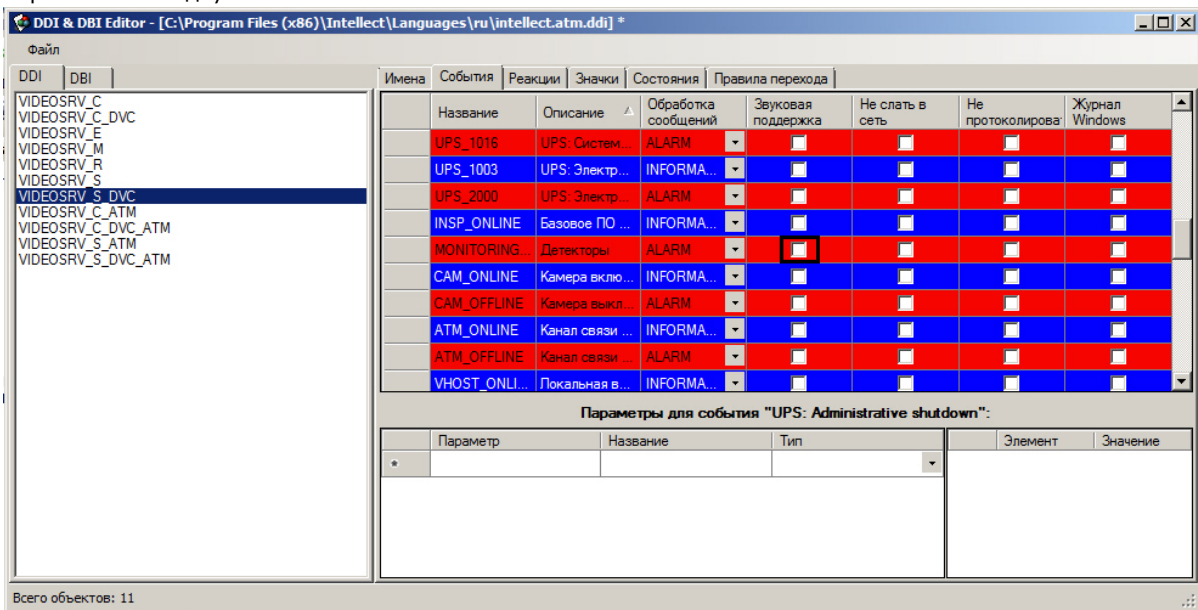 DDI & DBI Editor - [C:\Program Files (x86)\Intellect\Languages\ru\intellect.atm.ddi] *
Файл
DDI DBI
VIDEOSRV_C
VIDEOSRV_C_DVC
VIDEOSRV_E
VIDEOSRV_M
VIDEOSRV_R
VIDEOSRV_S
VIDEOSRV_S_DVC
VIDEOSRV_C_ATM
VIDEOSRV_C_DVC_ATM
VIDEOSRV_S_ATM
VIDEOSRV_S_DVC_ATM
Имена События Реакции Значки Состояния Правила перехода
Название Описание Обработка сообщений Звуковая поддержка Не слать в сеть Не протоколироват Журнал Windows
UPS_1016 UPS: Систем... ALARM
UPS_1003 UPS: Электр... INFORMA...
UPS_2000 UPS: Электр... ALARM
INSP_ONLINE Базовое ПО ... INFORMA...
MONITORING... Детекторы ALARM
CAM_ONLINE Камера вклю... INFORMA...
CAM_OFFLINE Камера выкл... ALARM
ATM_ONLINE Канал связи ... INFORMA...
ATM_OFFLINE Канал связи ... ALARM
VHOST_ONLI... Локальная в... INFORMA...
Параметры для события "UPS: Administrative shutdown":
Параметр Название Тип Элемент Значение
Всего объектов: 11